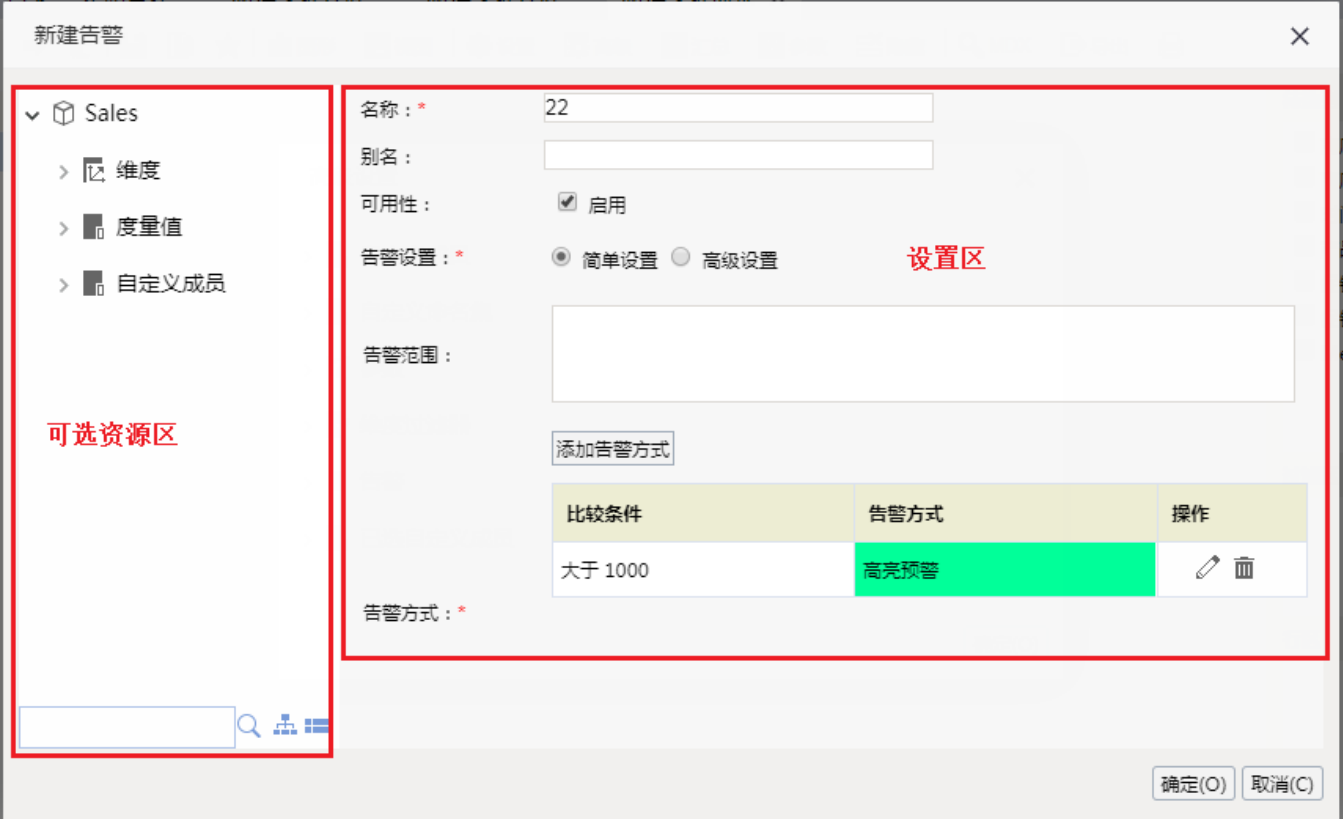 新建告警
Sales
维度
度量值
自定义成员
可选资源区
名称：*
22
别名：
可用性：
启用
告警设置：*
简单设置
高级设置
设置区
告警范围：
添加告警方式
比较条件
告警方式
操作
大于 1000
高亮预警
告警方式：*
确定(O)
取消(C)